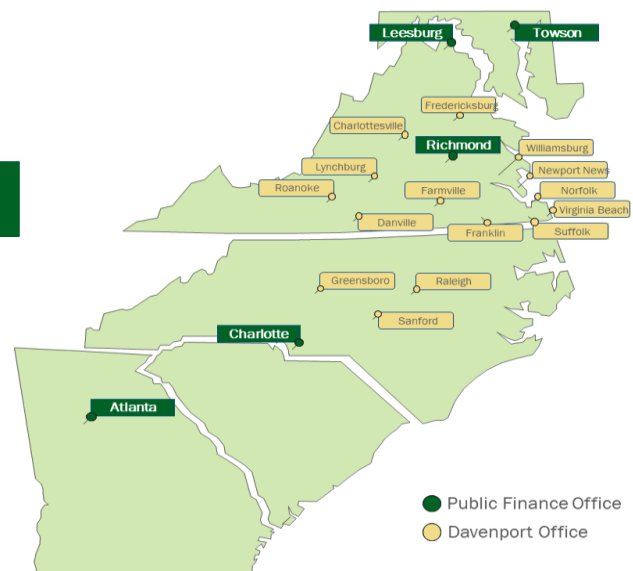 Leesburg
Towson
Fredericksburg
Charlottesville
Richmond
Williamsburg
Lynchburg
Newport News
Roanoke
Farmville
Norfolk
Virginia Beach
Danville
Franklin
Suffolk
Greensboro
Raleigh
Sanford
Charlotte
Atlanta
Public Finance Office
Davenport Office